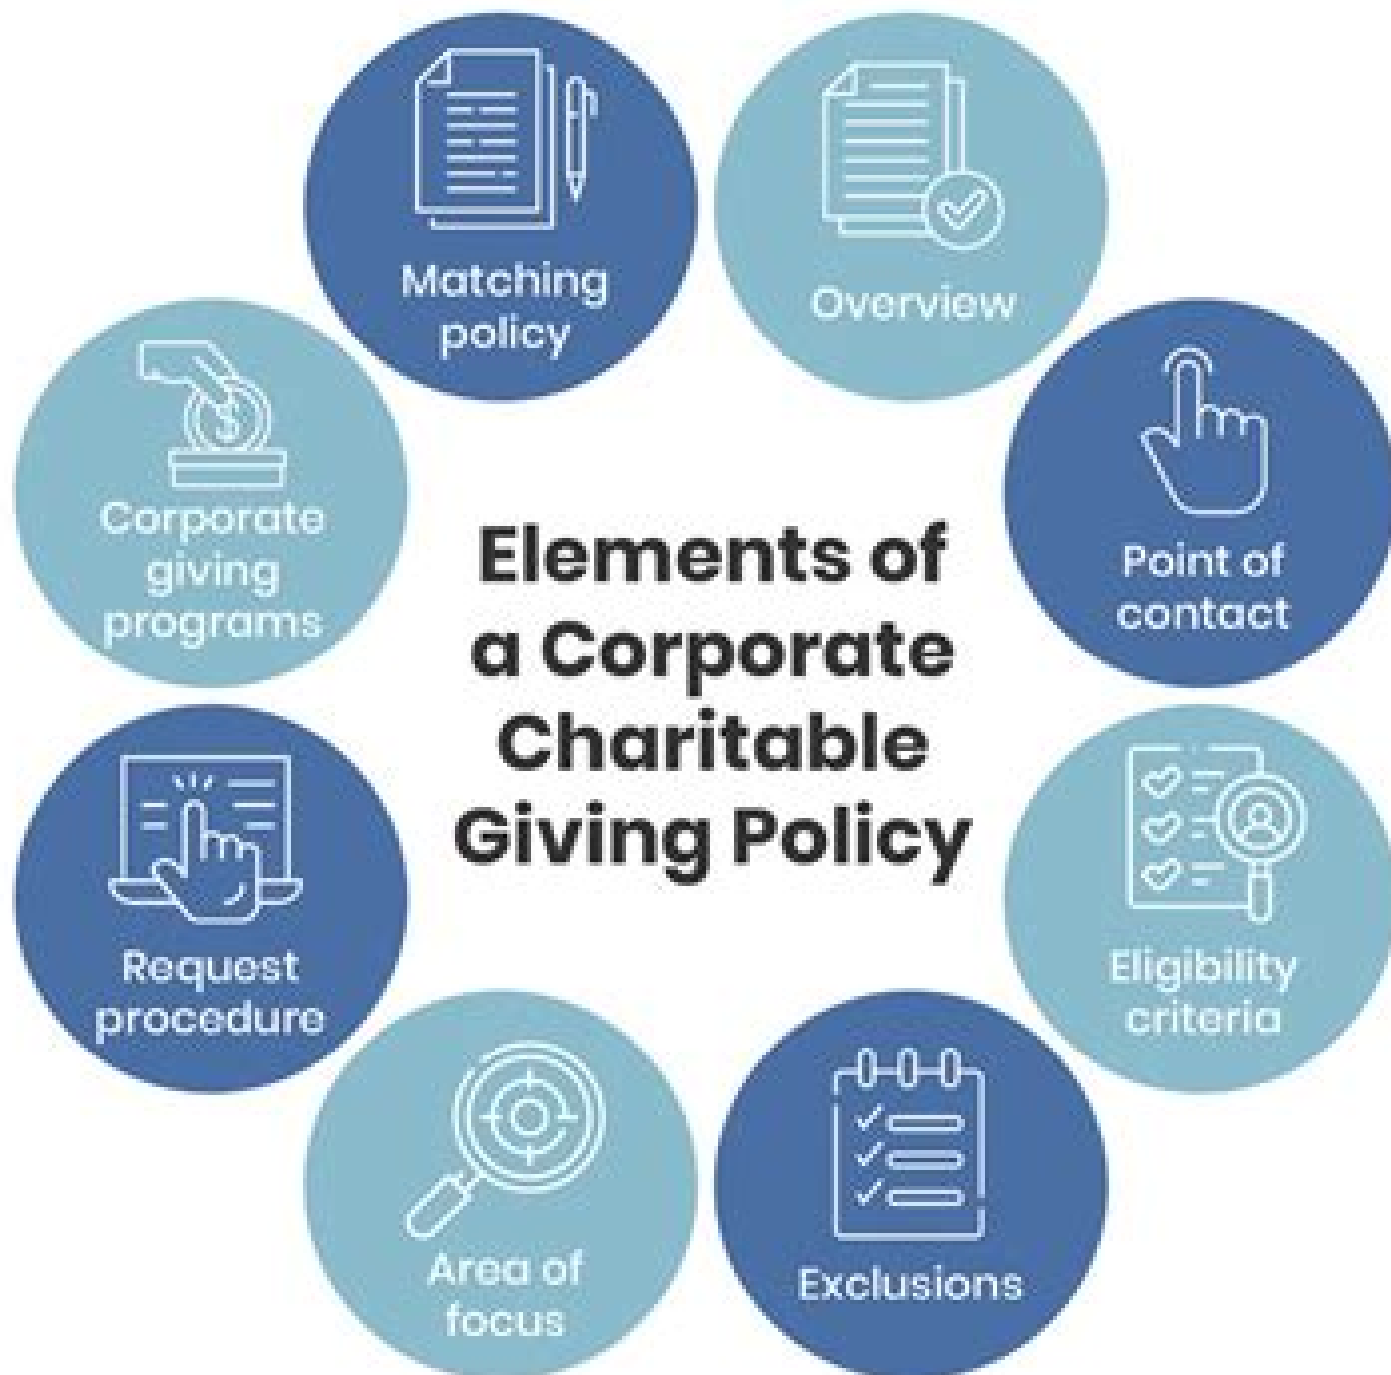 Matching
policy
Overview
Corporate
giving
programs
Point of
contact
Elements of
a Corporate
Charitable
Giving Policy
Request
procedure
Eligibility
criteria
Area of
focus
Exclusions